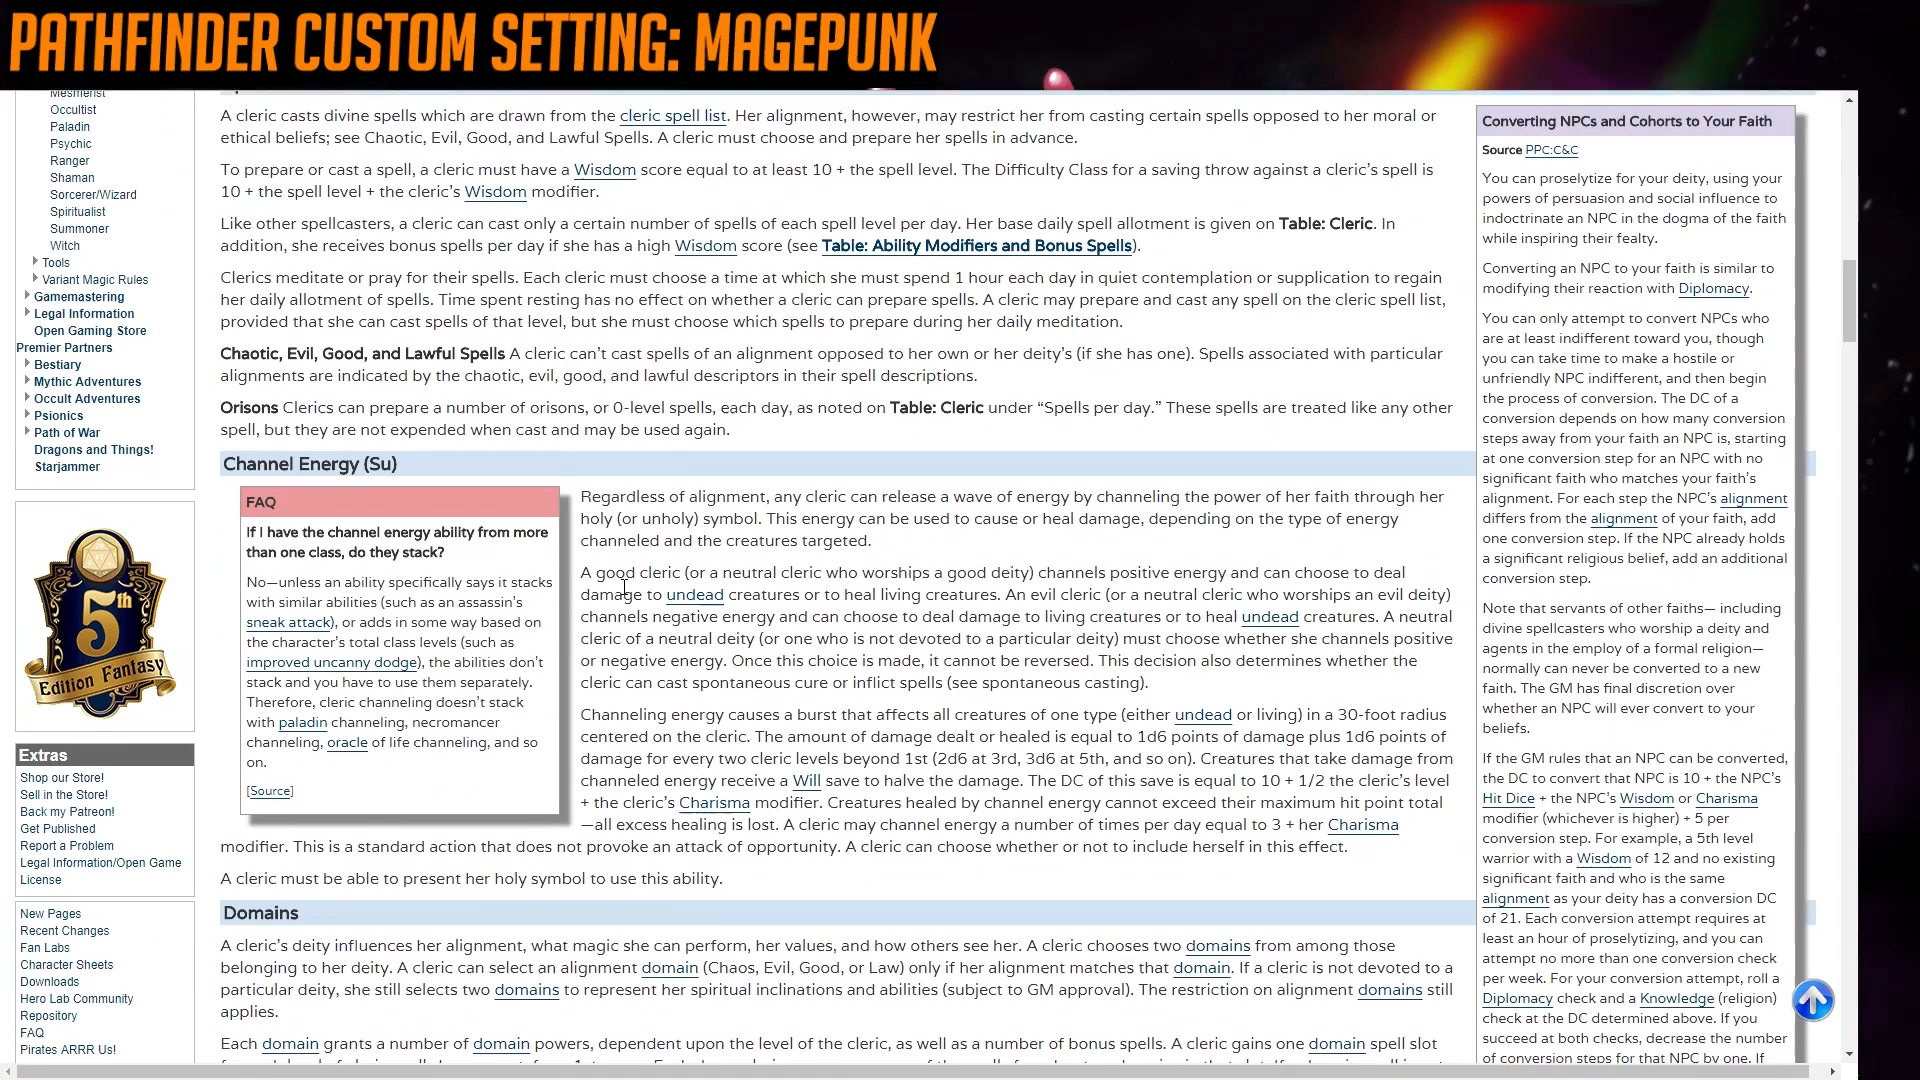 PATHFINDER CUSTOM SETTING: MAGEPUNK
Mesmerist
Occultist
Paladin
Psychic
Ranger
Shaman
Sorcerer/Wizard
Spiritualist
Summoner
Witch
Tools
Variant Magic Rules
Gamemastering
Legal Information
Open Gaming Store
Premier Partners
Bestiary
Mythic Adventures
Occult Adventures
Psionics
Path of War
Dragons and Things!
Starjammer
5th
Edition Fantasy
Extras
Shop our Store!
Sell in the Store!
Back my Patreon!
Get Published
Report a Problem
Legal Information/Open Game
License
New Pages
Recent Changes
Fan Labs
Character Sheets
Downloads
Hero Lab Community
Repository
FAQ
Pirates ARRR Us!
A cleric casts divine spells which are drawn from the cleric spell list. Her alignment, however, may restrict her from casting certain spells opposed to her moral or
ethical beliefs; see Chaotic, Evil, Good, and Lawful Spells. A cleric must choose and prepare her spells in advance.
To prepare or cast a spell, a cleric must have a Wisdom score equal to at least 10 + the spell level. The Difficulty Class for a saving throw against a cleric's spell is
10 + the spell level + the cleric's Wisdom modifier.
Like other spellcasters, a cleric can cast only a certain number of spells of each spell level per day. Her base daily spell allotment is given on Table: Cleric. In
addition, she receives bonus spells per day if she has a high Wisdom score (see Table: Ability Modifiers and Bonus Spells).
Clerics meditate or pray for their spells. Each cleric must choose a time at which she must spend 1 hour each day in quiet contemplation or supplication to regain
her daily allotment of spells. Time spent resting has no effect on whether a cleric can prepare spells. A cleric may prepare and cast any spell on the cleric spell list,
provided that she can cast spells of that level, but she must choose which spells to prepare during her daily meditation.
Chaotic, Evil, Good, and Lawful Spells A cleric can't cast spells of an alignment opposed to her own or her deity's (if she has one). Spells associated with particular
alignments are indicated by the chaotic, evil, good, and lawful descriptors in their spell descriptions.
Orisons Clerics can prepare a number of orisons, or 0-level spells, each day, as noted on Table: Cleric under “Spells per day.” These spells are treated like any other
spell, but they are not expended when cast and may be used again.
Channel Energy (Su)
FAQ
If I have the channel energy ability from more
than one class, do they stack?
No—unless an ability specifically says it stacks
with similar abilities (such as an assassin's
sneak attack), or adds in some way based on
the character's total class levels (such as
improved uncanny dodge), the abilities don't
stack and you have to use them separately.
Therefore, cleric channeling doesn't stack
with paladin channeling, necromancer
channeling, oracle of life channeling, and so
on.
[Source]
Regardless of alignment, any cleric can release a wave of energy by channeling the power of her faith through her
holy (or unholy) symbol. This energy can be used to cause or heal damage, depending on the type of energy
channeled and the creatures targeted.
A good cleric (or a neutral cleric who worships a good deity) channels positive energy and can choose to deal
damage to undead creatures or to heal living creatures. An evil cleric (or a neutral cleric who worships an evil deity)
channels negative energy and can choose to deal damage to living creatures or to heal undead creatures. A neutral
cleric of a neutral deity (or one who is not devoted to a particular deity) must choose whether she channels positive
or negative energy. Once this choice is made, it cannot be reversed. This decision also determines whether the
cleric can cast spontaneous cure or inflict spells (see spontaneous casting).
Channeling energy causes a burst that affects all creatures of one type (either undead or living) in a 30-foot radius
centered on the cleric. The amount of damage dealt or healed is equal to 1d6 points of damage plus 1d6 points of
damage for every two cleric levels beyond 1st (2d6 at 3rd, 3d6 at 5th, and so on). Creatures that take damage from
channeled energy receive a Will save to halve the damage. The DC of this save is equal to 10 + 1/2 the cleric's level
+ the cleric's Charisma modifier. Creatures healed by channel energy cannot exceed their maximum hit point total
—all excess healing is lost. A cleric may channel energy a number of times per day equal to 3 + her Charisma
modifier. This is a standard action that does not provoke an attack of opportunity. A cleric can choose whether or not to include herself in this effect.
A cleric must be able to present her holy symbol to use this ability.
Domains
A cleric's deity influences her alignment, what magic she can perform, her values, and how others see her. A cleric chooses two domains from among those
belonging to her deity. A cleric can select an alignment domain (Chaos, Evil, Good, or Law) only if her alignment matches that domain. If a cleric is not devoted to a
particular deity, she still selects two domains to represent her spiritual inclinations and abilities (subject to GM approval). The restriction on alignment domains still
applies.
Each domain grants a number of domain powers, dependent upon the level of the cleric, as well as a number of bonus spells. A cleric gains one domain spell slot
Converting NPCs and Cohorts to Your Faith
Source PPC:C&C
You can proselytize for your deity, using your
powers of persuasion and social influence to
indoctrinate an NPC in the dogma of the faith
while inspiring their fealty.
Converting an NPC to your faith is similar to
modifying their reaction with Diplomacy.
You can only attempt to convert NPCs who
are at least indifferent toward you, though
you can take time to make a hostile or
unfriendly NPC indifferent, and then begin
the process of conversion. The DC of a
conversion depends on how many conversion
steps away from your faith an NPC is, starting
at one conversion step for an NPC with no
significant faith who matches your faith's
alignment. For each step the NPC's alignment
differs from the alignment of your faith, add
one conversion step. If the NPC already holds
a significant religious belief, add an additional
conversion step.
Note that servants of other faiths— including
divine spellcasters who worship a deity and
agents in the employ of a formal religion—
normally can never be converted to a new
faith. The GM has final discretion over
whether an NPC will ever convert to your
beliefs.
If the GM rules that an NPC can be converted,
the DC to convert that NPC is 10 + the NPC's
Hit Dice + the NPC's Wisdom or Charisma
modifier (whichever is higher) + 5 per
conversion step. For example, a 5th level
warrior with a Wisdom of 12 and no existing
significant faith and who is the same
alignment as your deity has a conversion DC
of 21. Each conversion attempt requires at
least an hour of proselytizing, and you can
attempt no more than one conversion check
per week. For your conversion attempt, roll a
Diplomacy check and a Knowledge (religion)
check at the DC determined above. If you
succeed at both checks, decrease the number
of conversion steps for that NPC by one. If